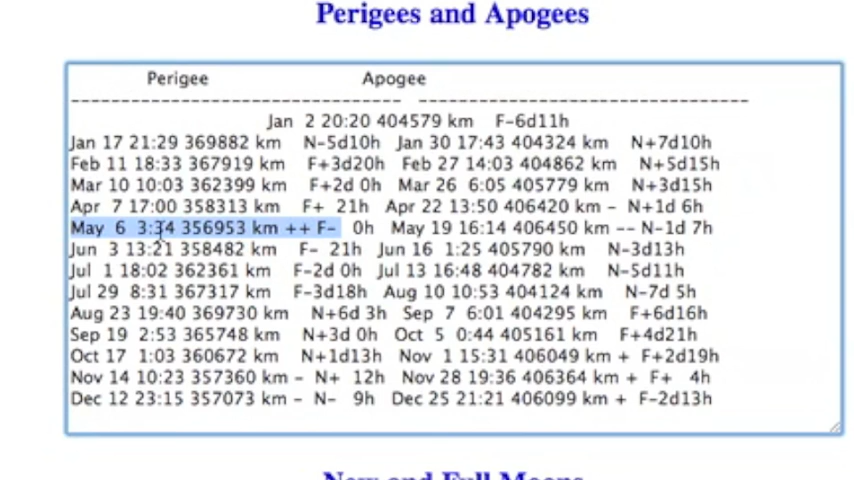 Perigees and Apogees
Perigee Apogee
--------------------------------- ---------------------------------
Jan 2 20:20 404579 km F-6d11h
Jan 17 21:29 369882 km N-5d10h Jan 30 17:43 404324 km N+7d10h
Feb 11 18:33 367919 km F+3d20h Feb 27 14:03 404862 km N+5d15h
Mar 10 10:03 362399 km F+2d 0h Mar 26 6:05 405779 km N+3d15h
Apr 7 17:00 358313 km F+ 21h Apr 22 13:50 406420 km - N+1d 6h
May 6 3:34 356953 km ++ F- 0h May 19 16:14 406450 km -- N-1d 7h
Jun 3 13:21 358482 km F- 21h Jun 16 1:25 405790 km N-3d13h
Jul 1 18:02 362361 km F-2d 0h Jul 13 16:48 404782 km N-5d11h
Jul 29 8:31 367317 km F-3d18h Aug 10 10:53 404124 km N-7d 5h
Aug 23 19:40 369730 km N+6d 3h Sep 7 6:01 404295 km F+6d16h
Sep 19 2:53 365748 km N+3d 0h Oct 5 0:44 405161 km F+4d21h
Oct 17 1:03 360672 km N+1d13h Nov 1 15:31 406049 km + F+2d19h
Nov 14 10:23 357360 km - N+ 12h Nov 28 19:36 406364 km + F+ 4h
Dec 12 23:15 357073 km - N- 9h Dec 25 21:21 406099 km + F-2d13h
New and Full Moons